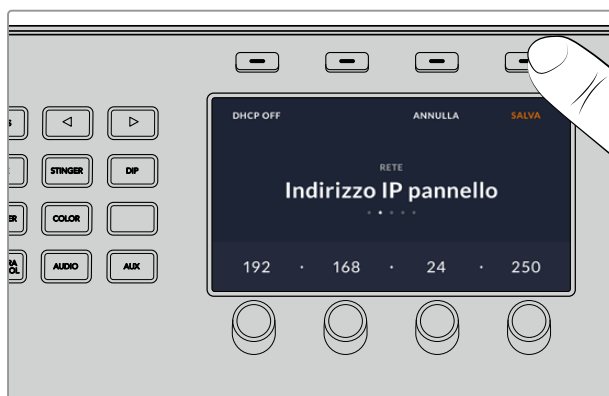 DHCP OFF ANNULLA SALVA
RETE
Indirizzo IP pannello
192 · 168 · 24 · 250
STINGER DIP
COLOR
AUDIO AUX